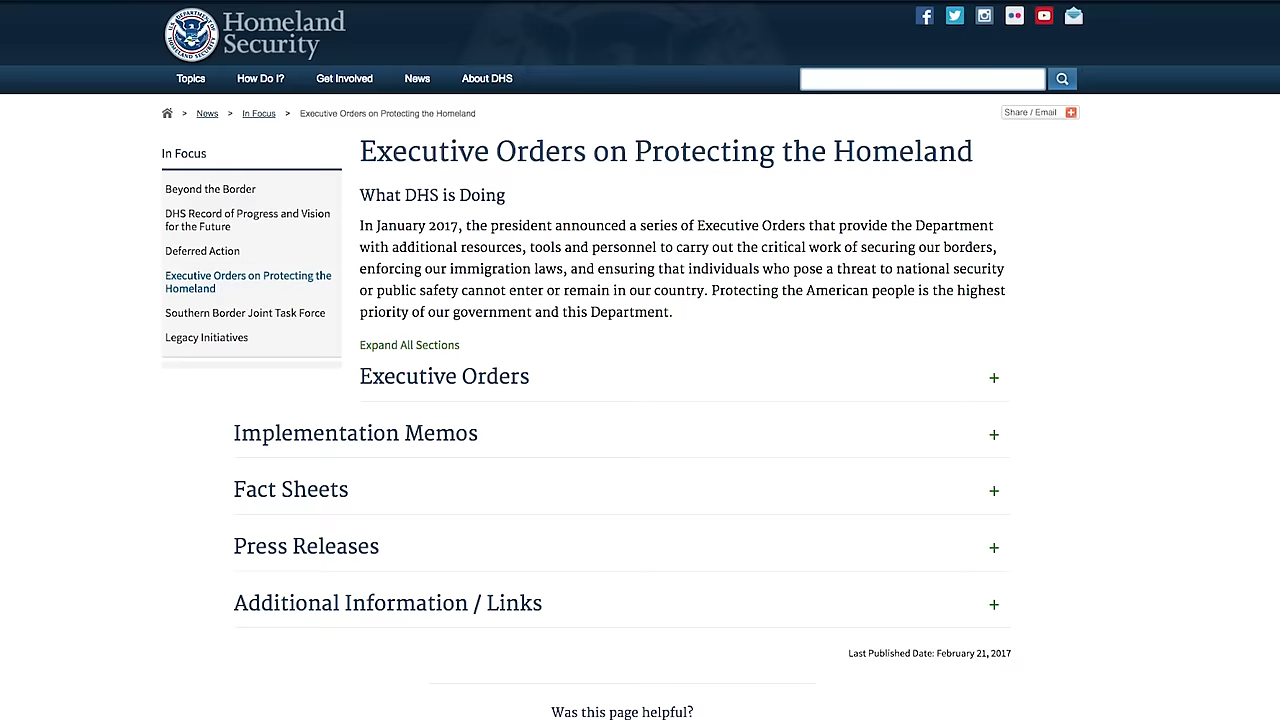 Homeland
Security
Topics How Do I? Get Involved News About DHS
> News > In Focus > Executive Orders on Protecting the Homeland
Share / Email
In Focus
Beyond the Border
DHS Record of Progress and Vision
for the Future
Deferred Action
Executive Orders on Protecting the
Homeland
Southern Border Joint Task Force
Legacy Initiatives
Executive Orders on Protecting the Homeland
What DHS is Doing
In January 2017, the president announced a series of Executive Orders that provide the Department
with additional resources, tools and personnel to carry out the critical work of securing our borders,
enforcing our immigration laws, and ensuring that individuals who pose a threat to national security
or public safety cannot enter or remain in our country. Protecting the American people is the highest
priority of our government and this Department.
Expand All Sections
Executive Orders +
Implementation Memos +
Fact Sheets +
Press Releases +
Additional Information / Links +
Last Published Date: February 21, 2017
Was this page helpful?